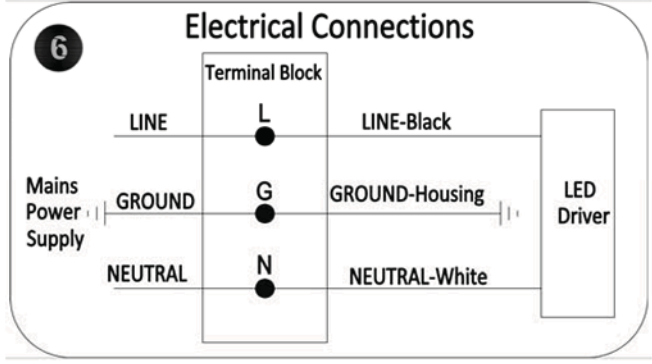 6
Electrical Connections
Terminal Block
LINE
L
LINE-Black
Mains
Power
Supply
GROUND
G
GROUND-Housing
LED
Driver
NEUTRAL
N
NEUTRAL-White